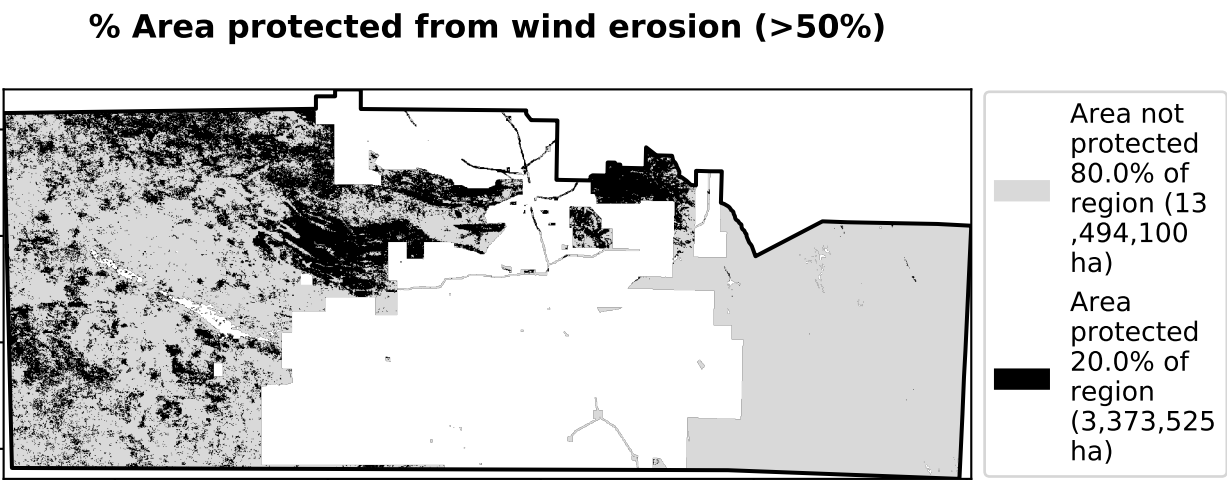 % Area protected from wind erosion (>50%)
Area not
protected
80.0% of
region (13
,494,100
ha)
Area
protected
20.0% of
region
(3,373,525
ha)